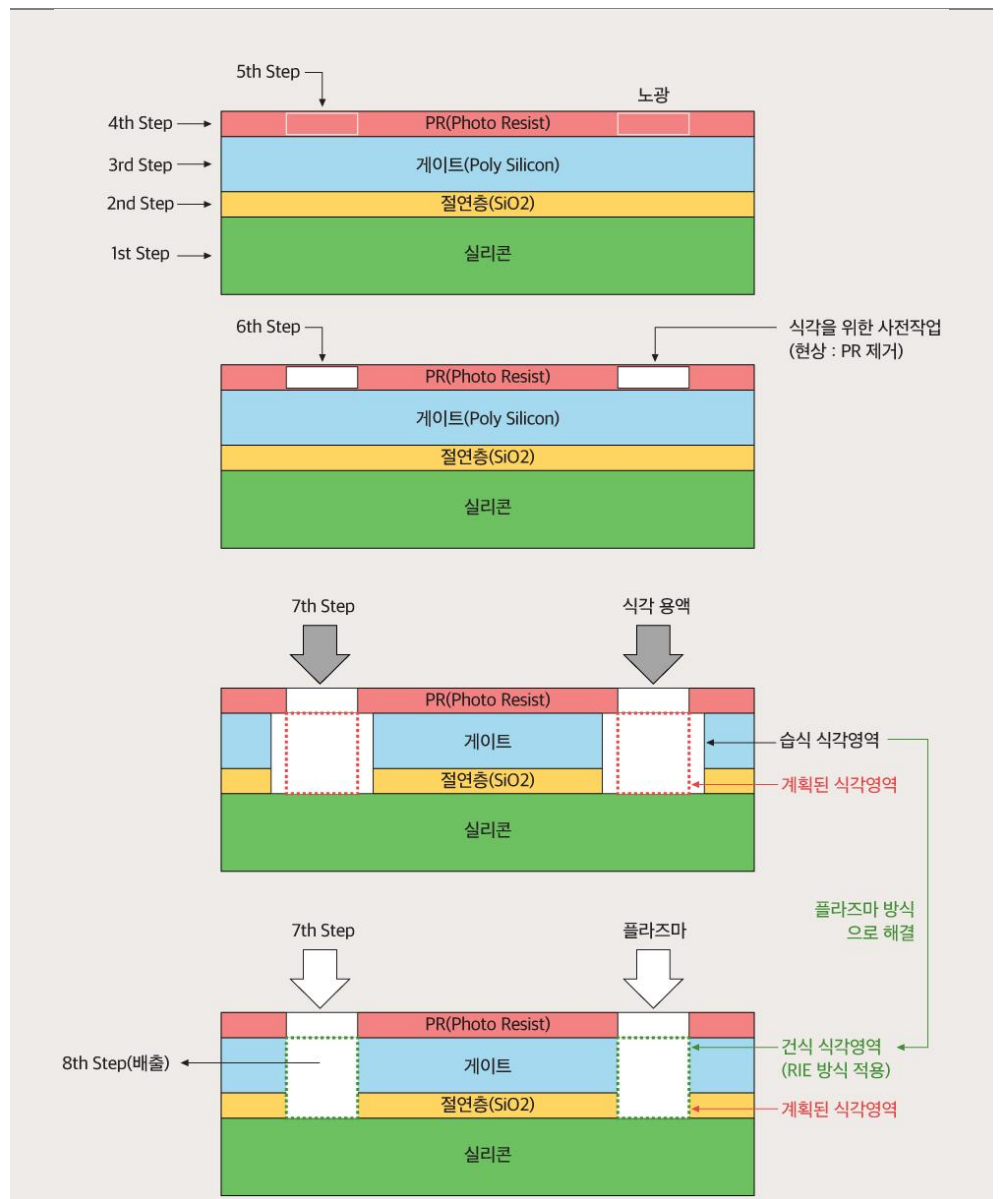 5th Step
노광
4th Step
PR(Photo Resist)
3rd Step
게이트(Poly Silicon)
2nd Step
절연층(SiO2)
1st Step
실리콘
6th Step
식각을 위한 사전작업
(현상 : PR 제거)
PR(Photo Resist)
게이트(Poly Silicon)
절연층(SiO2)
실리콘
7th Step
식각 용액
PR(Photo Resist)
게이트
습식 식각영역
절연층(SiO2)
계획된 식각영역
실리콘
플라즈마 방식
으로 해결
7th Step
플라즈마
PR(Photo Resist)
8th Step(배출)
게이트
건식 식각영역
(RIE 방식 적용)
절연층(SiO2)
계획된 식각영역
실리콘